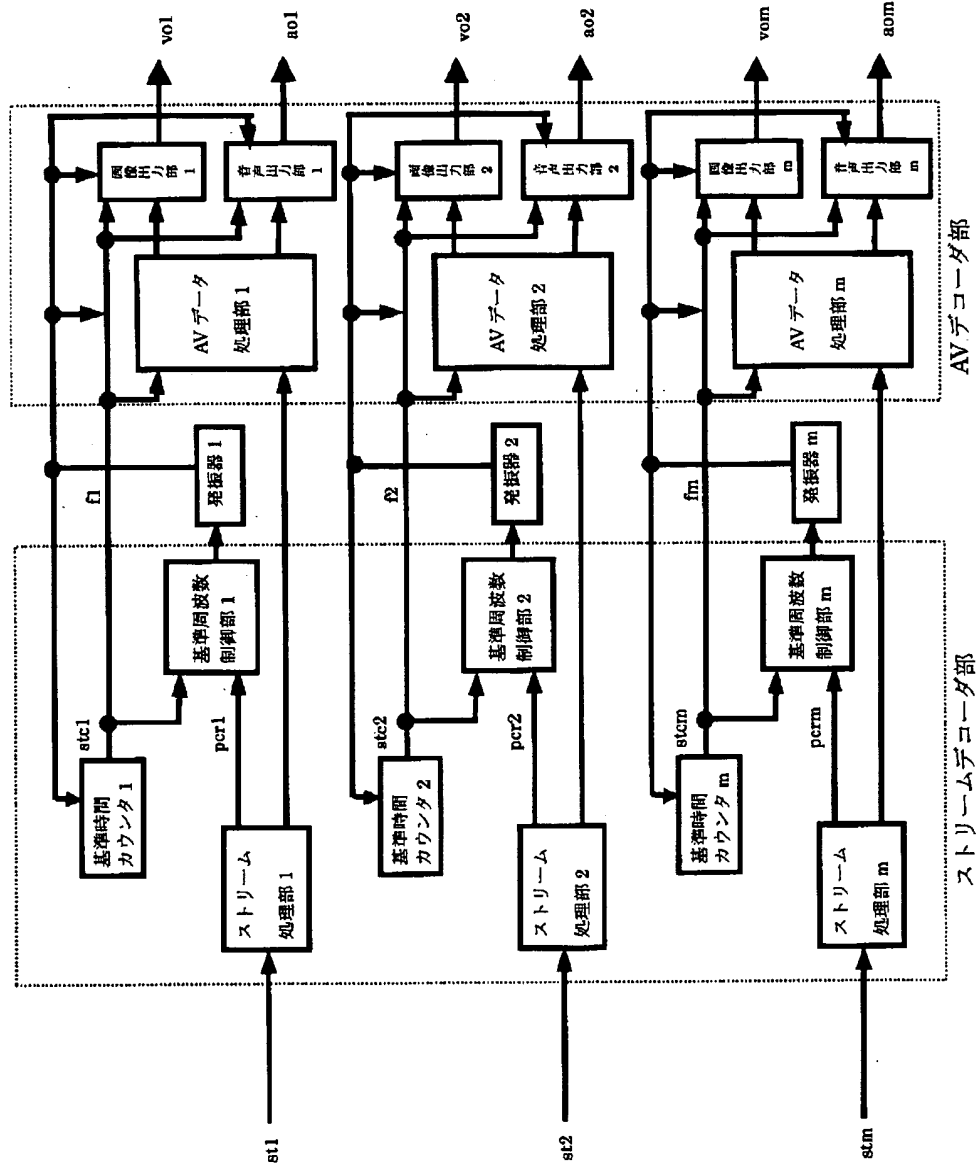 st1
ストリーム
処理部 1
基準時間
カウンタ 1
stc1
pcr1
基準周波数
制御部 1
発振器 1
f1
AVデータ
処理部 1
画像出力部 1
音声出力部 1
vo1
ao1
st2
ストリーム
処理部 2
基準時間
カウンタ 2
stc2
pcr2
基準周波数
制御部 2
発振器 2
f2
AVデータ
処理部 2
画像出力部 2
音声出力部 2
vo2
ao2
stm
ストリーム
処理部 m
基準時間
カウンタ m
stcm
pcrm
基準周波数
制御部 m
発振器 m
fm
AVデータ
処理部 m
画像出力部 m
音声出力部 m
vom
aom
ストリームデコーダ部
AVデコーダ部